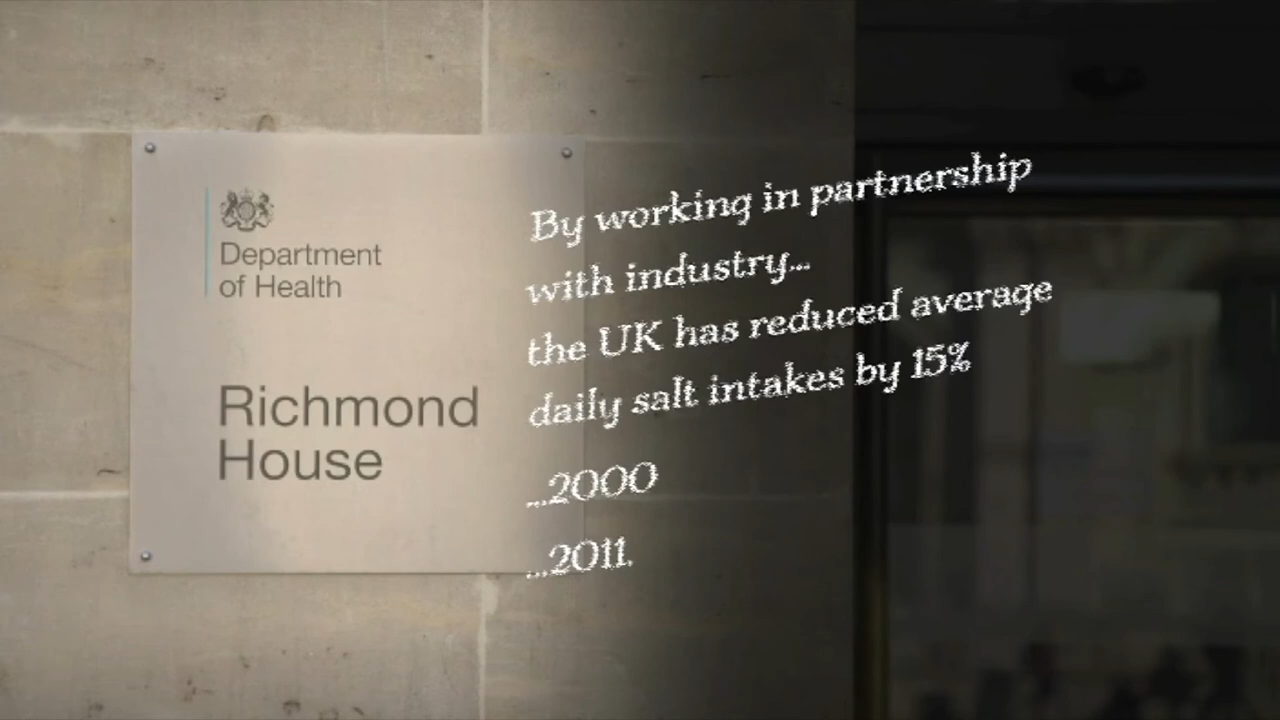 Department
of Health
Richmond
House
By working in partnership
with industry...
the UK has reduced average
daily salt intakes by 15%
...2000
...2011.